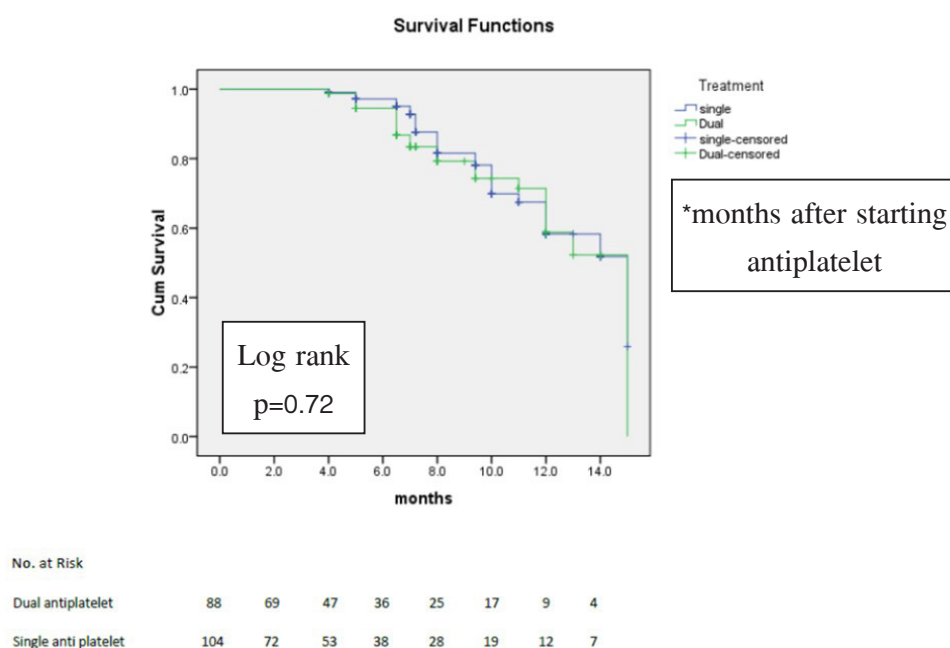 Survival Functions
Treatment
single
Dual
single-censored
Dual-censored
*months after starting
antiplatelet
Cum Survival
1.0
0.8
0.6
0.4
0.2
0.0
Log rank
p=0.72
0.0 2.0 4.0 6.0 8.0 10.0 12.0 14.0
months
No. at Risk
Dual antiplatelet 88 69 47 36 25 17 9 4
Single anti platelet 104 72 53 38 28 19 12 7